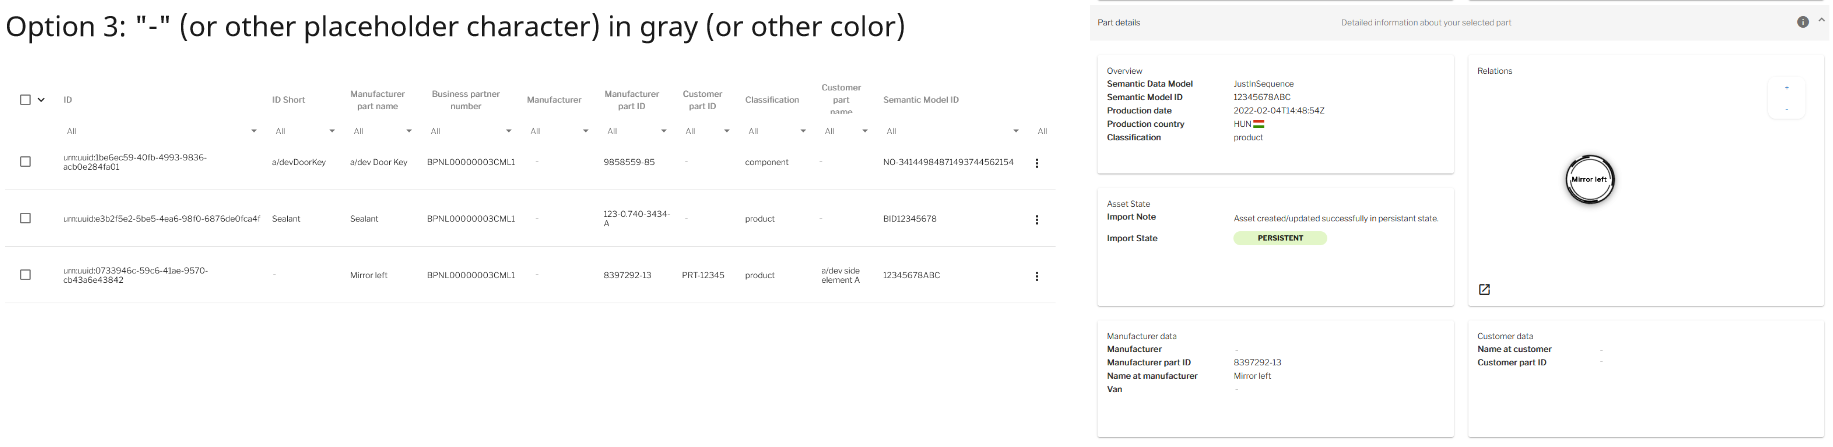 Option 3: "-" (or other placeholder character) in gray (or other color)
ID
ID Short
Manufacturer
part name
Business partner
number
Manufacturer
Manufacturer
part ID
Customer
part ID
Classification
Customer
part
name
Semantic Model ID
All All All All All All All All All All All
urn:uuid:1be6ec59-40fb-4993-9836-
acb0e284fa01
a/devDoorKey
a/dev Door Key
BPNL00000003CML1
-
9858559-85
-
component
-
NO-34144984871493744562154
urn:uuid:e3b2f5e2-5be5-4ea6-98f0-6876de0fca4f
Sealant
Sealant
BPNL00000003CML1
-
123-0.740-3434-
A
-
product
-
BID12345678
urn:uuid:0733946c-59c6-41ae-9570-
cb43a6e43842
-
Mirror left
BPNL00000003CML1
-
8397292-13
PRT-12345
product
a/dev side
element A
12345678ABC
Part details
Detailed information about your selected part
Overview
Semantic Data Model JustInSequence
Semantic Model ID 12345678ABC
Production date 2022-02-04T14:48:54Z
Production country HUN
Classification product
Relations
+
-
Mirror left
Asset State
Import Note Asset created/updated successfully in persistant state.
Import State PERSISTENT
Manufacturer data
Manufacturer -
Manufacturer part ID 8397292-13
Name at manufacturer Mirror left
Van -
Customer data
Name at customer -
Customer part ID -